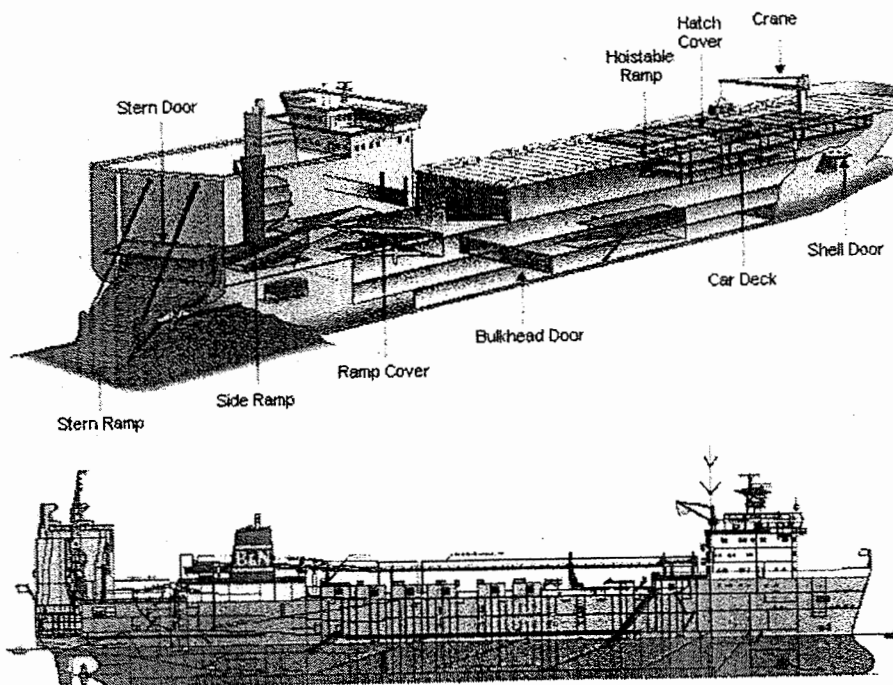 Hatch
Cover
Crane
Hoistable
Ramp
Stern Door
Shell Door
Car Deck
Bulkhead Door
Ramp Cover
Side Ramp
Stern Ramp
B&N